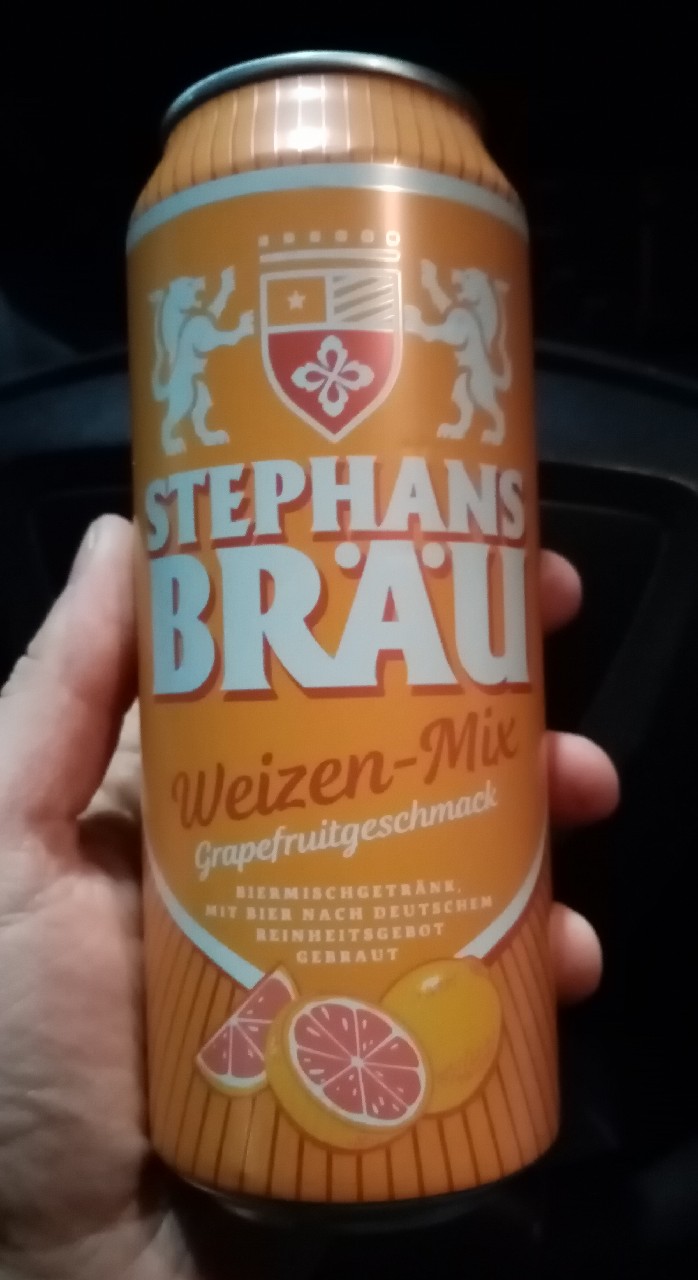 STEPHANS
BRÄU
Weizen-Mix
Grapefruitgeschmack
BIERMISCHGETRÄNK,
MIT BIER NACH DEUTSCHEM
REINHEITSGEBOT
GEBRAUT